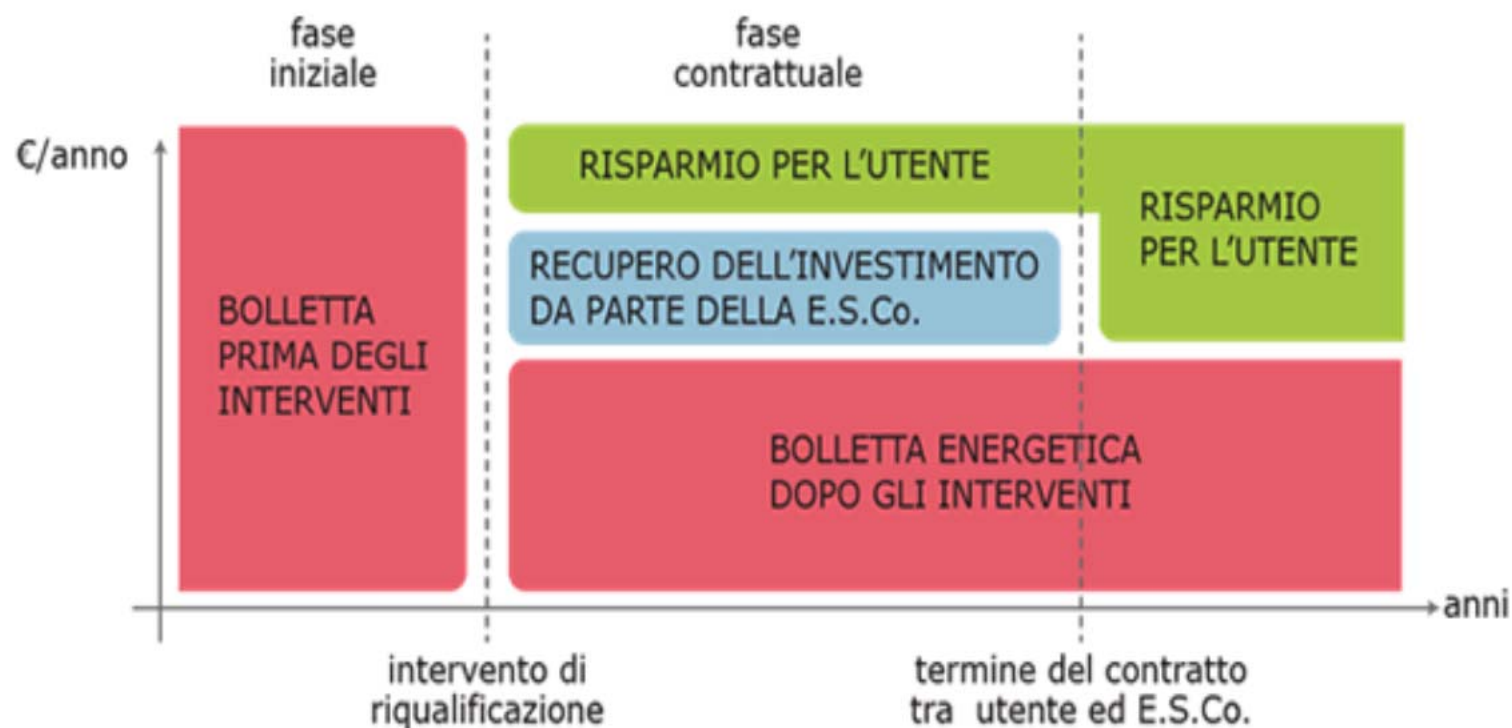 fase
iniziale
fase
contrattuale
€/anno
RISPARMIO PER L'UTENTE
RISPARMIO
PER L'UTENTE
RECUPERO DELL'INVESTIMENTO
DA PARTE DELLA E.S.Co.
BOLLETTA
PRIMA DEGLI
INTERVENTI
BOLLETTA ENERGETICA
DOPO GLI INTERVENTI
anni
intervento di
riqualificazione
termine del contratto
tra utente ed E.S.Co.